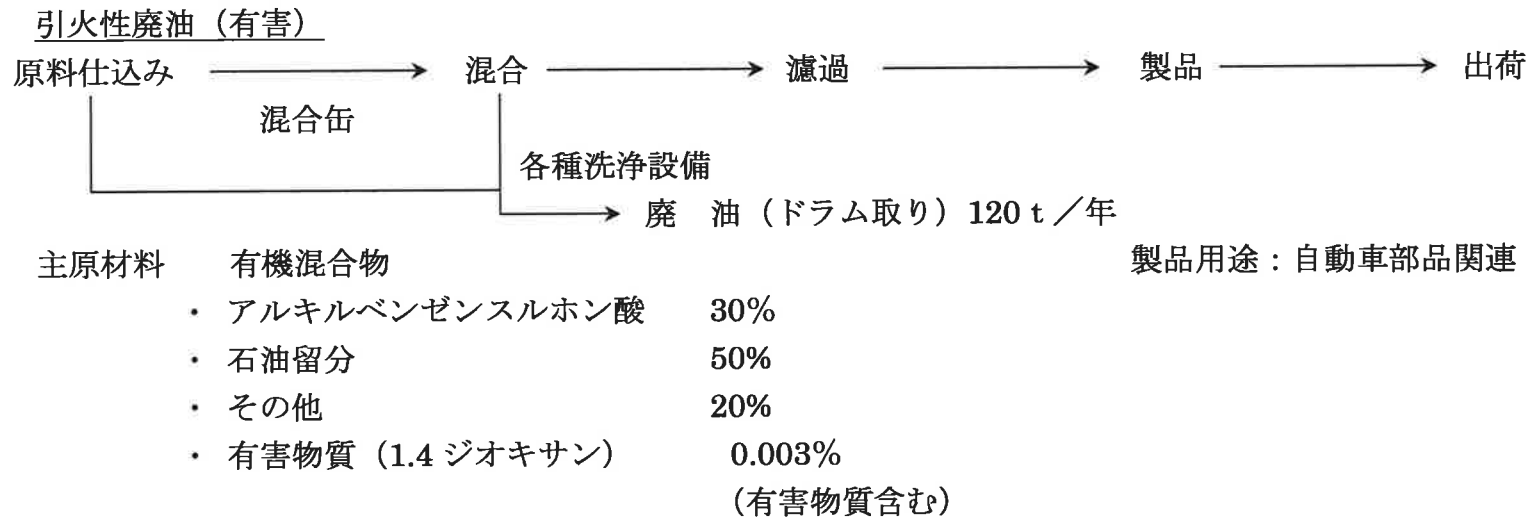 引火性廃油（有害）
原料仕込み 混合 濾過 製品 出荷
混合缶
各種洗浄設備
廃 油（ドラム取り）120ｔ／年
主原材料 有機混合物 製品用途：自動車部品関連
・ アルキルベンゼンスルホン酸 30％
・ 石油留分 50%
・ その他 20%
・ 有害物質（1.4 ジオキサン） 0.003％
（有害物質含む）